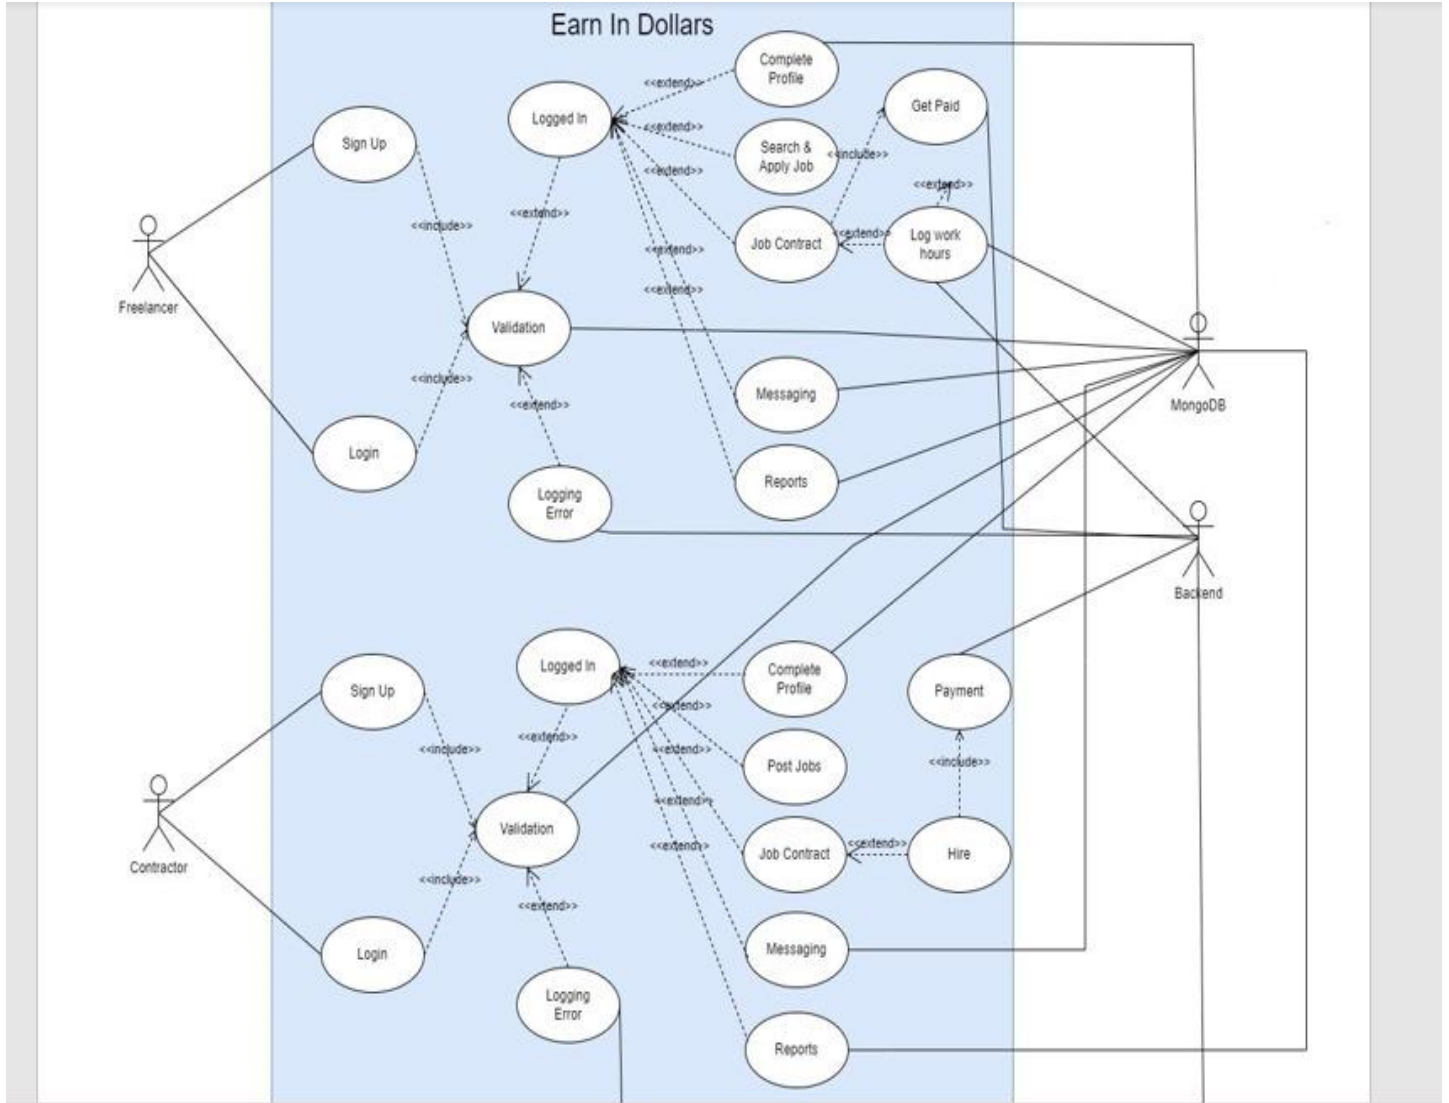 Earn In Dollars
Complete
Profile
<<extend>>
Logged In
Get Paid
<<extend>>
Sign Up
Search &
Apply Job
<<include>>
<<extend>>
<<extend>>
<<extend>>
<<include>>
Job Contract
<<extend>>
Log work
hours
<<extend>>
<<extend>>
Freelancer
Validation
<<include>>
<<extend>>
Messaging
MongoDB
Login
Reports
Logging
Error
Backend
Logged In
<<extend>>
Complete
Profile
Sign Up
Payment
<<extend>>
<<extend>>
<<include>>
<<extend>>
<<include>>
Post Jobs
<<extend>>
Validation
<<extend>>
Job Contract
<<extend>>
Hire
Contractor
<<include>>
<<extend>>
Login
Messaging
Logging
Error
Reports